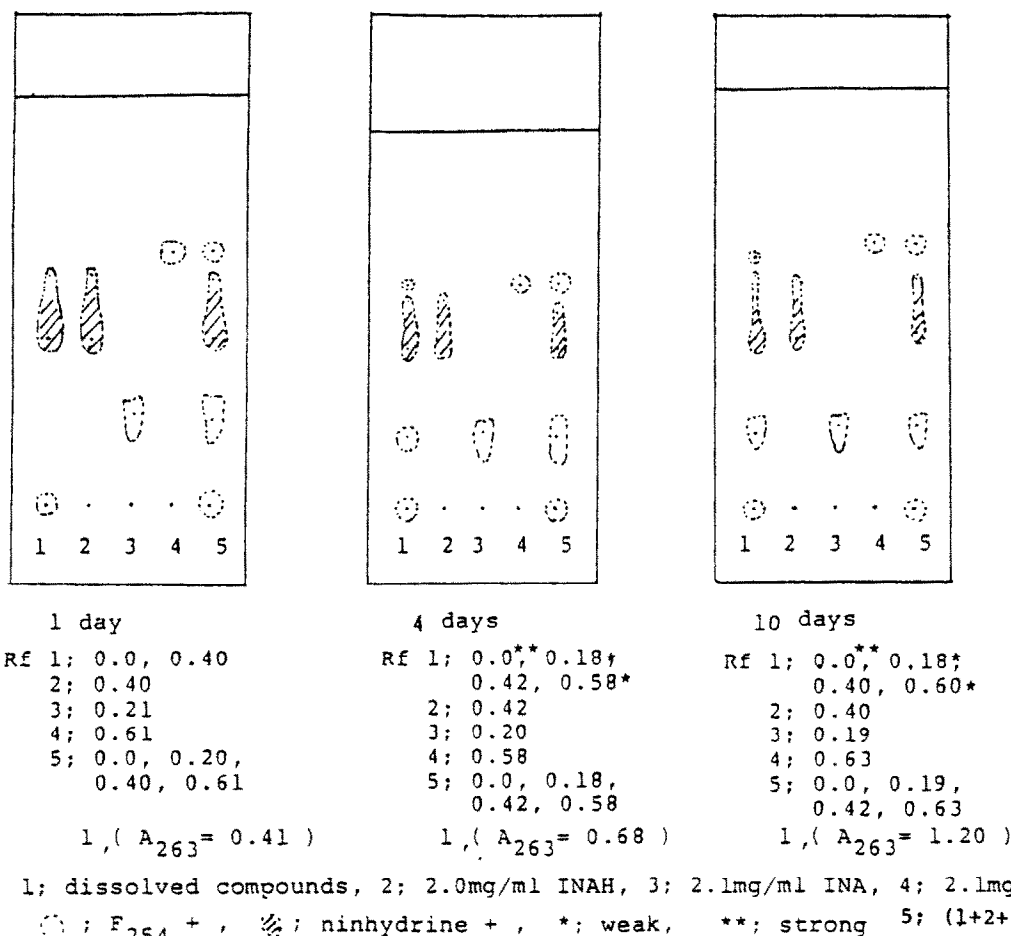 1 2 3 4 5
1 2 3 4 5
1 2 3 4 5
1 day
Rf 1; 0.0, 0.40
2; 0.40
3; 0.21
4; 0.61
5; 0.0, 0.20,
0.40, 0.61
1,( A263= 0.41 )
4 days
Rf 1; 0.0**, 0.18*,
0.42, 0.58*
2; 0.42
3; 0.20
4; 0.58
5; 0.0, 0.18,
0.42, 0.58
1,( A263= 0.68 )
10 days
Rf 1; 0.0**, 0.18*,
0.40, 0.60*
2; 0.40
3; 0.19
4; 0.63
5; 0.0, 0.19,
0.42, 0.63
1,( A263= 1.20 )
1; dissolved compounds, 2; 2.0mg/ml INAH, 3; 2.1mg/ml INA, 4; 2.1mg
; F254 + , ; ninhydrine + , *; weak, **; strong 5; (1+2+